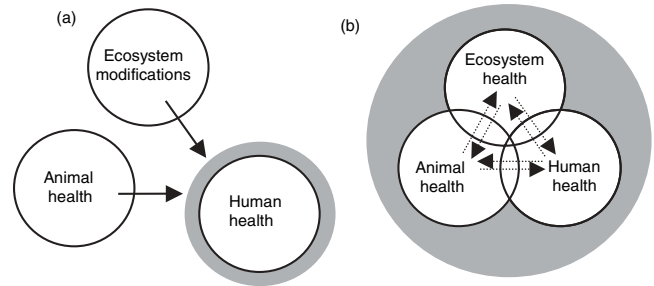 (a)
Ecosystem
modifications
Animal
health
Human
health
(b)
Ecosystem
health
Animal
health
Human
health